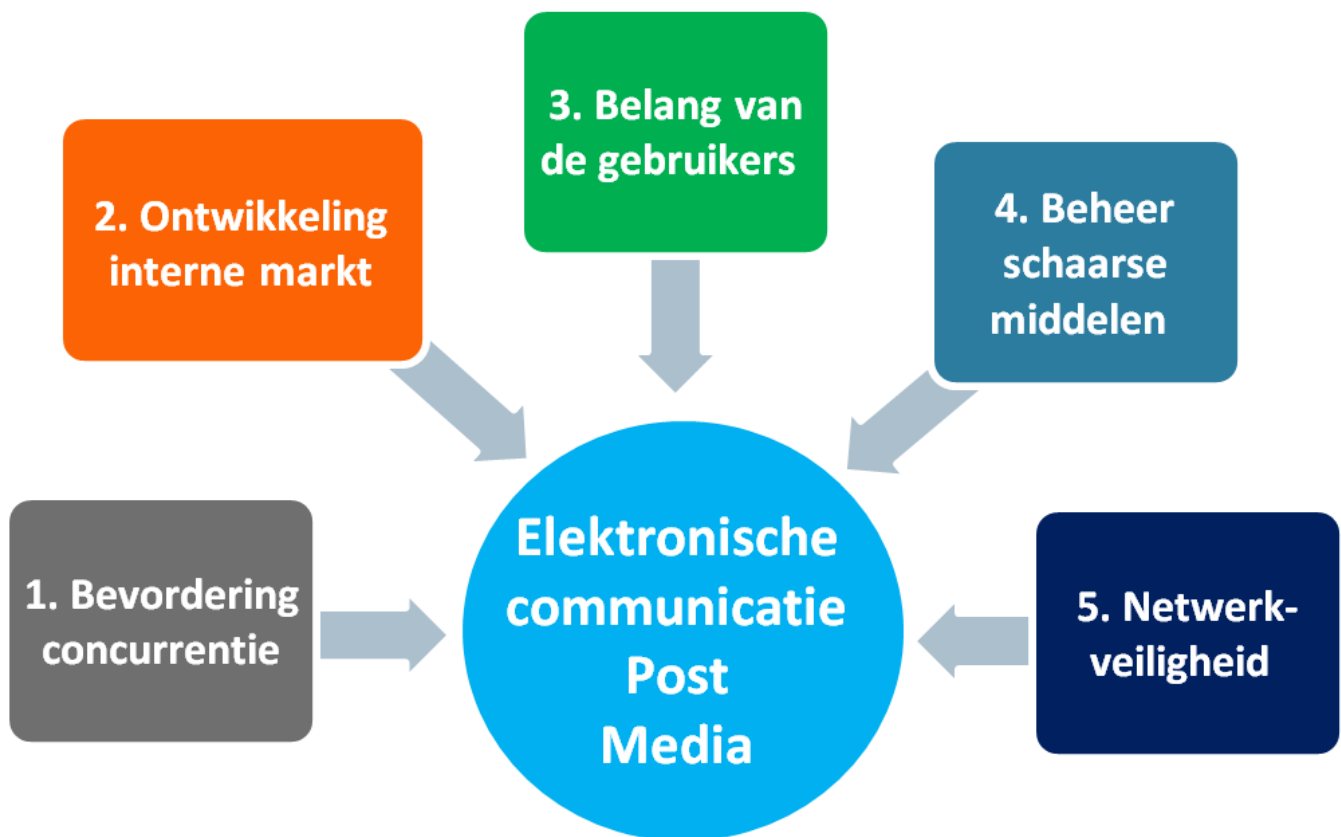 1. Bevordering
concurrentie
2. Ontwikkeling
interne markt
3. Belang van
de gebruikers
4. Beheer
schaarse
middelen
5. Netwerk-
veiligheid
Elektronische
communicatie
Post
Media